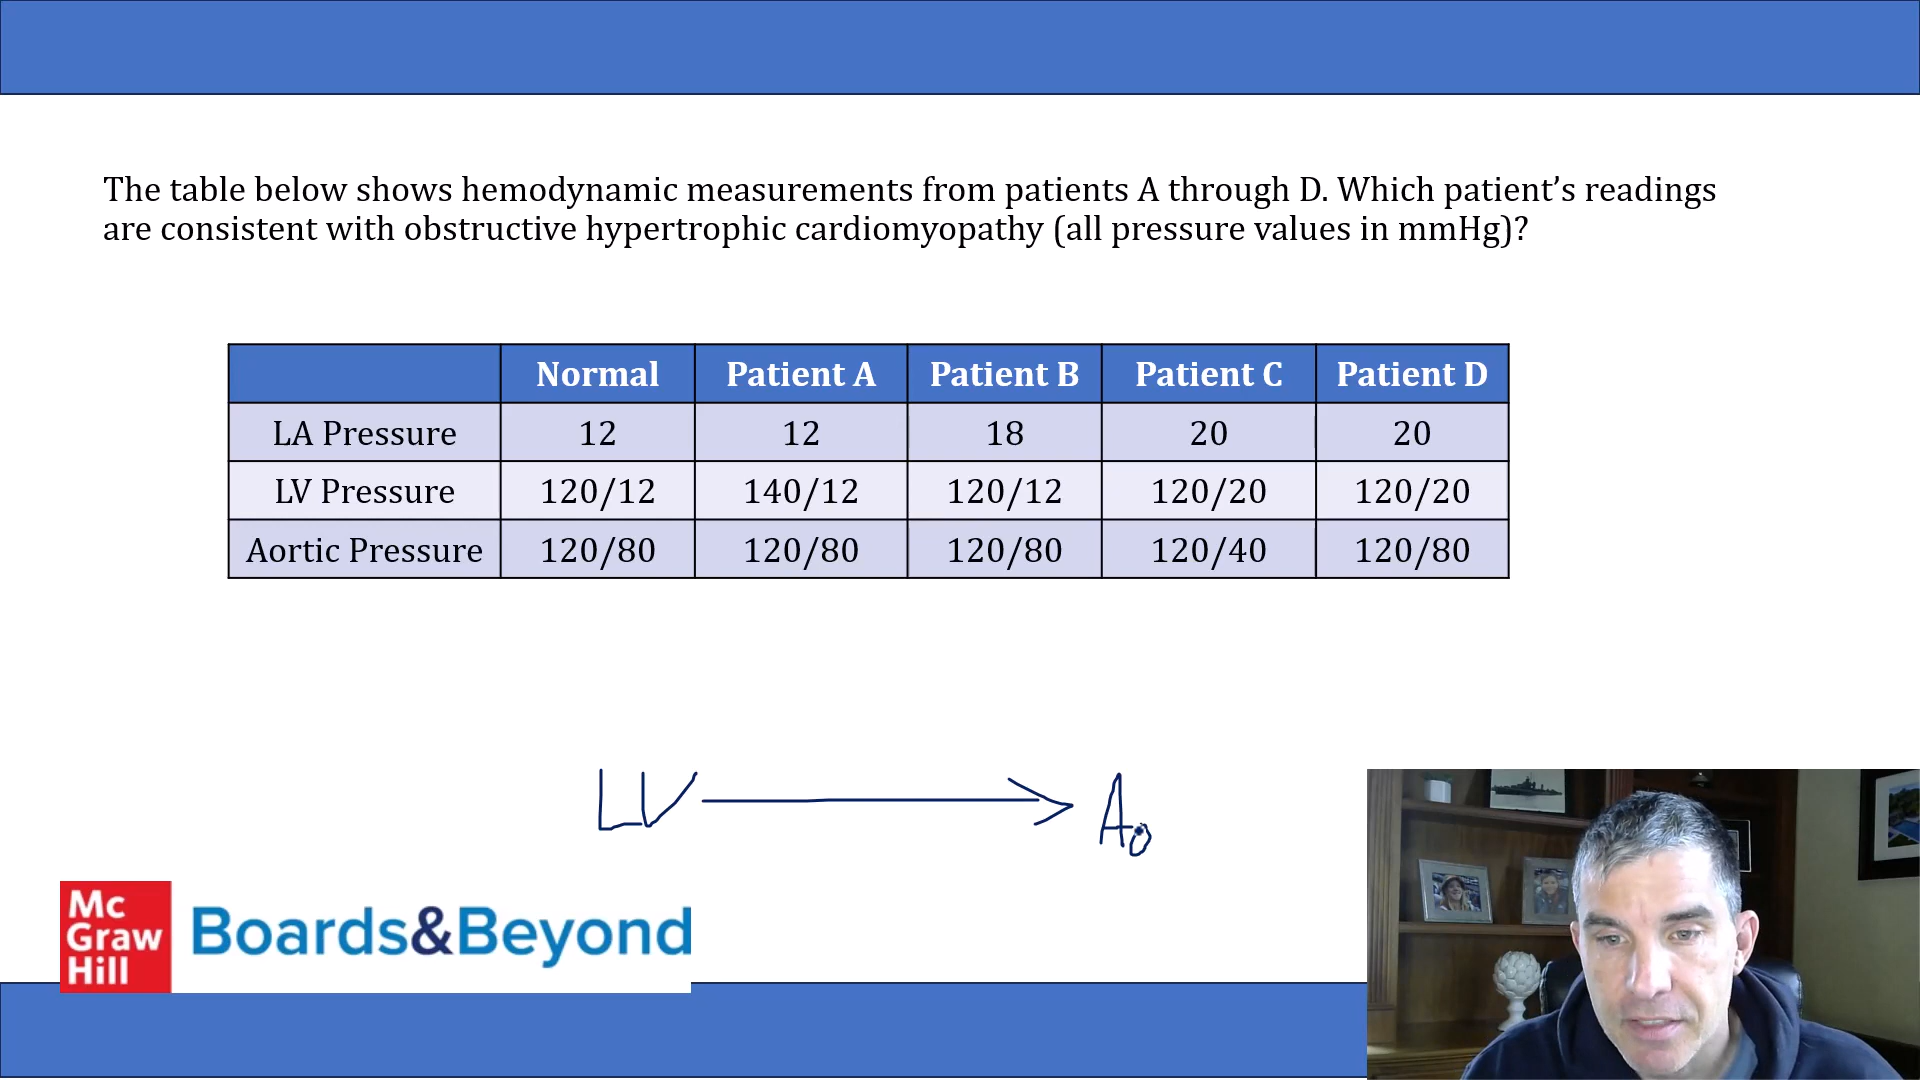 The table below shows hemodynamic measurements from patients A through D. Which patient’s readings
are consistent with obstructive hypertrophic cardiomyopathy (all pressure values in mmHg)?
Normal Patient A Patient B Patient C Patient D
LA Pressure 12 12 18 20 20
LV Pressure 120/12 140/12 120/12 120/20 120/20
Aortic Pressure 120/80 120/80 120/80 120/40 120/80
LV Ao
Mc
Graw
Hill
Boards&Beyond